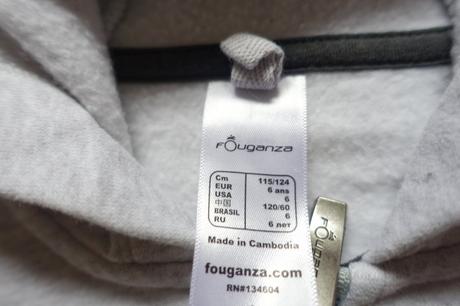 Fouganza
Cm 115/124
EUR 6 ans
USA 6
中国 120/60
BRASIL 6
RU 6 лет
Made in Cambodia
fouganza.com
RN#134604
FOUGANZA